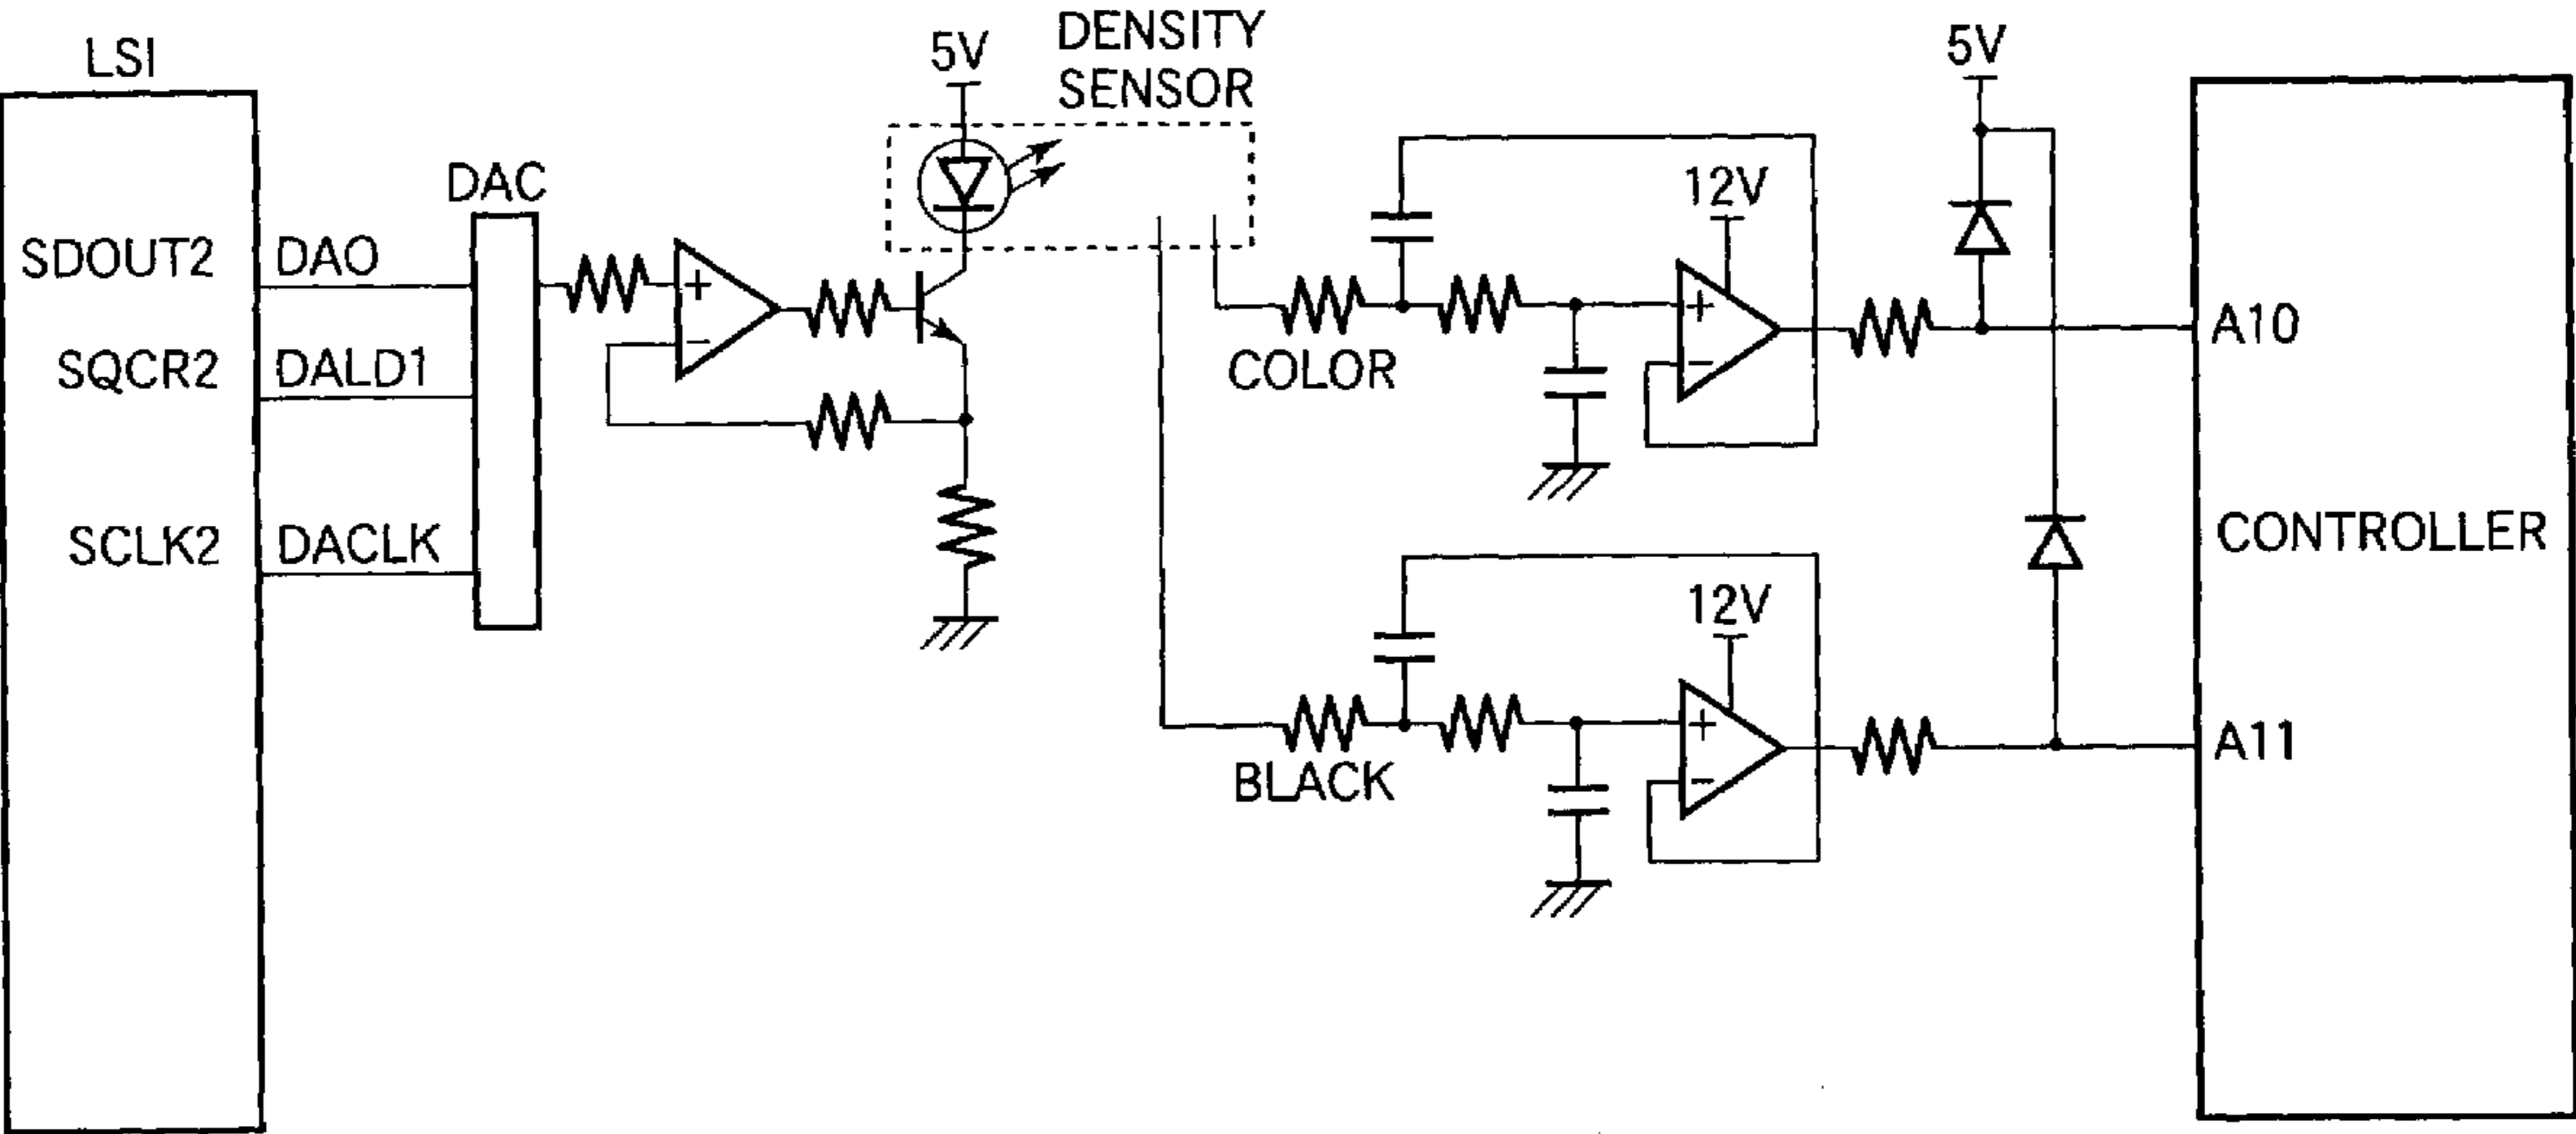 LSI
SDOUT2
SQCR2
SCLK2
DAO
DALD1
DACLK
DAC
5V
DENSITY
SENSOR
+
−
COLOR
12V
+
−
BLACK
12V
+
−
5V
A10
CONTROLLER
A11